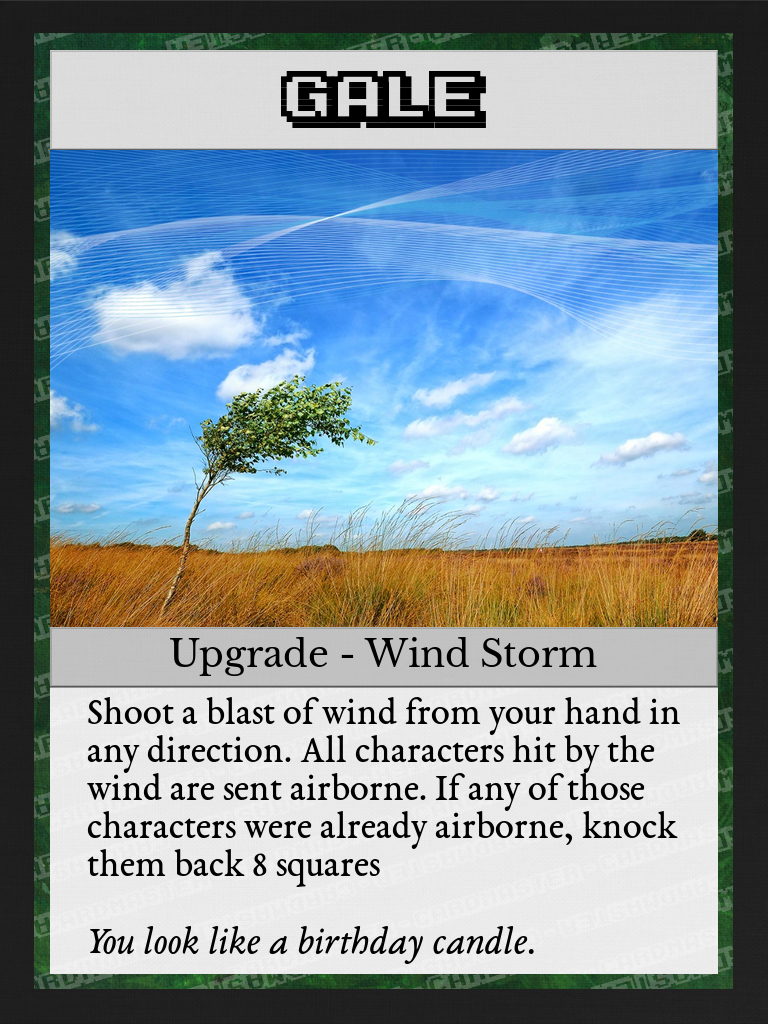 GALE
Upgrade - Wind Storm
Shoot a blast of wind from your hand in
any direction. All characters hit by the
wind are sent airborne. If any of those
characters were already airborne, knock
them back 8 squares
You look like a birthday candle.